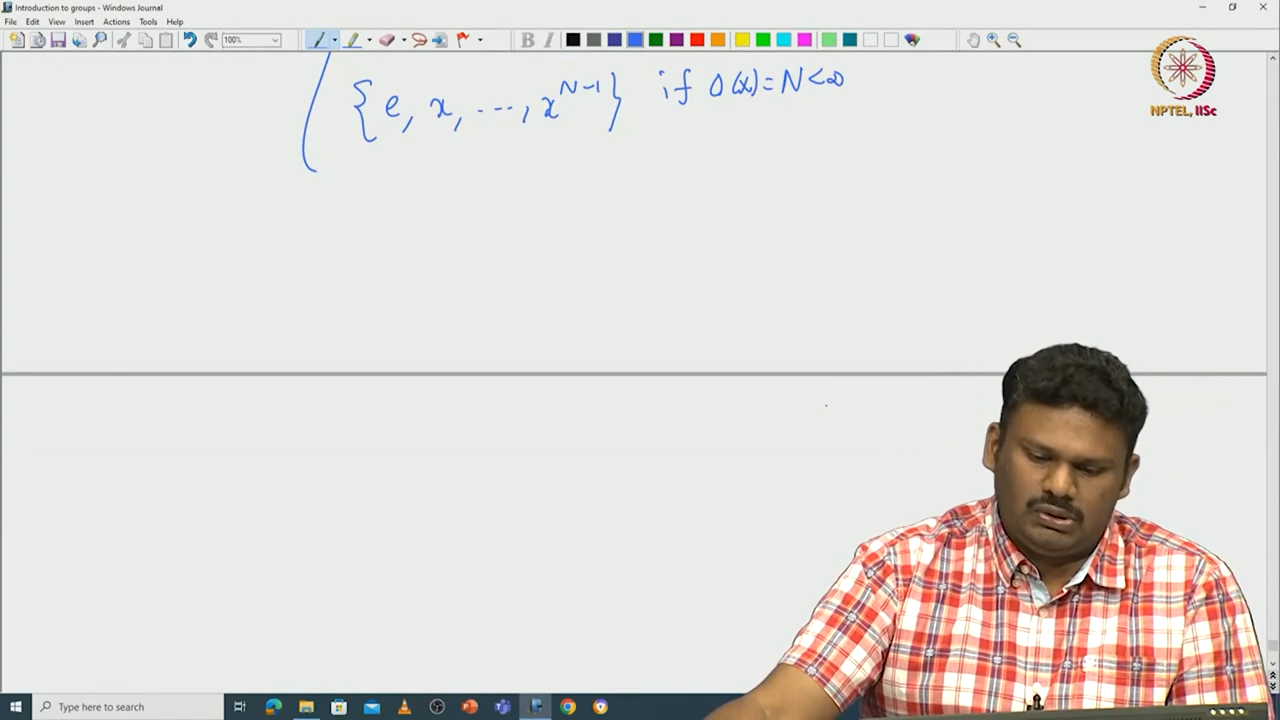 Introduction to groups - Windows Journal
File Edit View Insert Actions Tools Help
100%
B I
{e, x, ..., x^{N-1}} if o(x) = N < ∞
NPTEL, IISc
Type here to search